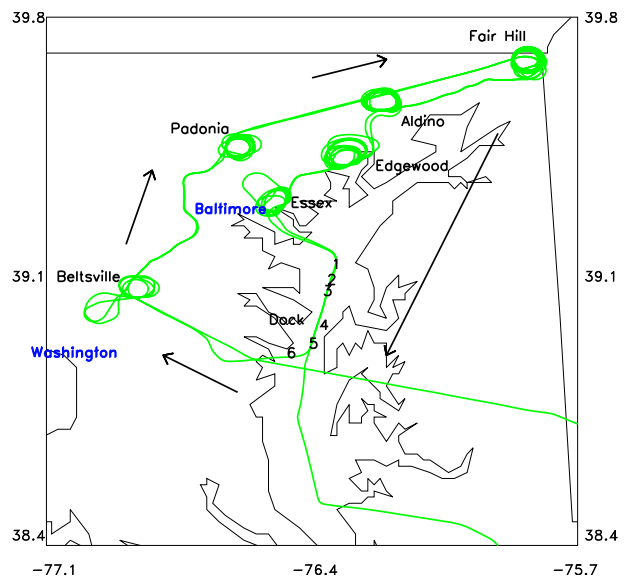 39.8
39.8
Fair Hill
Padonia
Aldino
Edgewood
Essex
Baltimore
1
39.1
Beltsville
39.1
2
3
Dock
4
5
Washington
6
38.4
38.4
−77.1
−76.4
−75.7